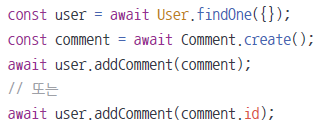 const user = await User.findOne({});
const comment = await Comment.create();
await user.addComment(comment);
// 또는
await user.addComment(comment.id);